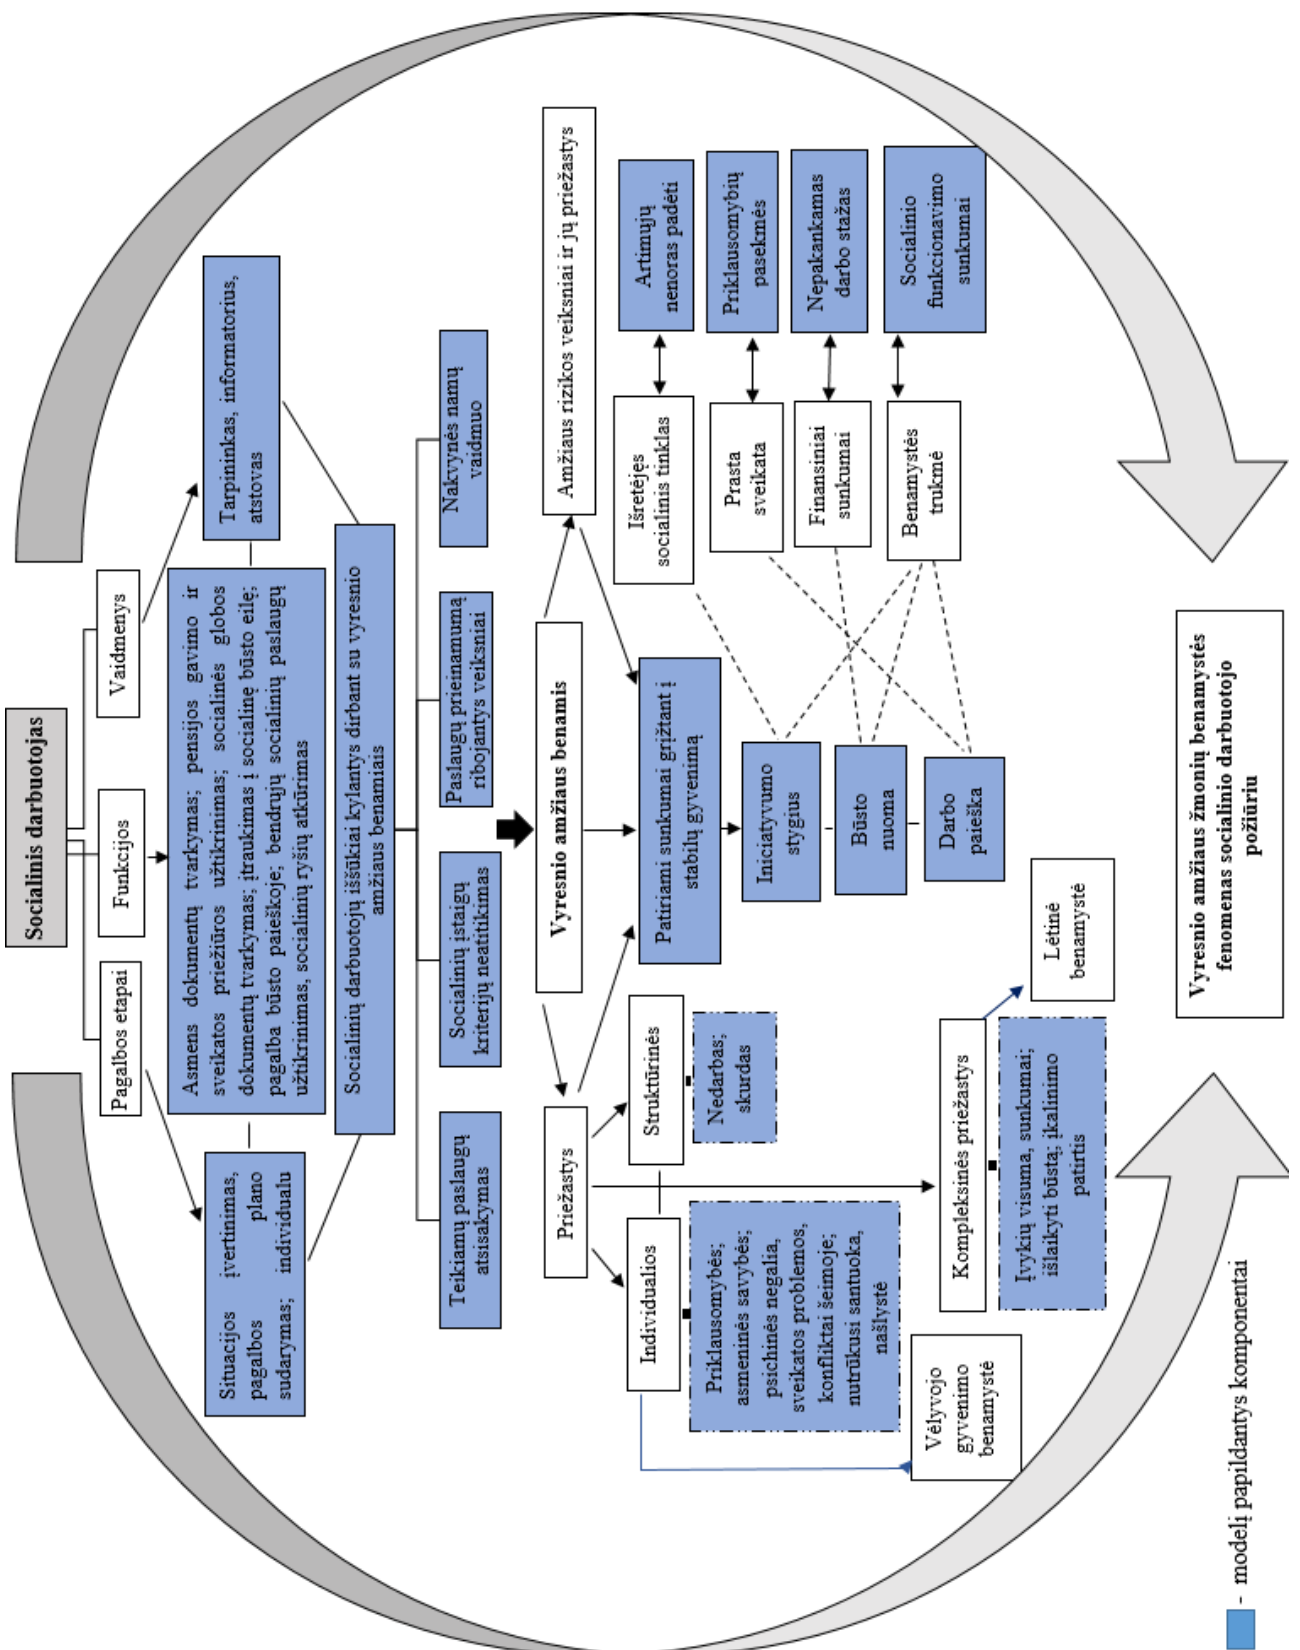 Socialinis darbuotojas
Pagalbos etapai
Funkcijos
Vaidmenys
Situacijos įvertinimas,
pagalbos plano
sudarymas; individualu
Asmens dokumentų tvarkymas; pensijos gavimo ir
sveikatos priežiūros užtikrinimas; socialinės globos
dokumentų tvarkymas; įtraukimas į socialinę būsto eilę;
pagalba būsto paieškoje; bendrųjų socialinių paslaugų
užtikrinimas, socialinių ryšių atkūrimas
Tarpininkas, informatorius,
atstovas
Socialinių darbuotojų iššūkiai kylantys dirbant su vyresnio
amžiaus benamiais
Teikiamų paslaugų
atsisakymas
Socialinių įstaigų
kriterijų neatitikimas
Paslaugų prieinamumą
ribojantys veiksniai
Nakvynės namų
vaidmuo
Vyresnio amžiaus benamis
Priežastys
Amžiaus rizikos veiksniai ir jų priežastys
Individualios
Struktūrinės
Patiriami sunkumai grįžtant į
stabilų gyvenimą
Išretėjęs
socialinis tinklas
Artimųjų
nenoras padėti
Priklausomybės;
asmeninės savybės;
psichinės negalia,
sveikatos problemos,
konfliktai šeimoje;
nutrūkusi santuoka,
našlystė
Nedarbas;
skurdas
Iniciatyvumo
stygius
Prasta
sveikata
Priklausomybių
pasekmės
Būsto
nuoma
Finansiniai
sunkumai
Nepakankamas
darbo stažas
Darbo
paieška
Benamystės
trukmė
Socialinio
funkcionavimo
sunkumai
Vėlyvojo
gyvenimo
benamystė
Kompleksinės priežastys
Įvykių visuma, sunkumai;
išlaikyti būstą; įkalinimo
patirtis
Lėtinė
benamystė
Vyresnio amžiaus žmonių benamystės
fenomenas socialinio darbuotojo
požiūriu
- modelį papildantys komponentai